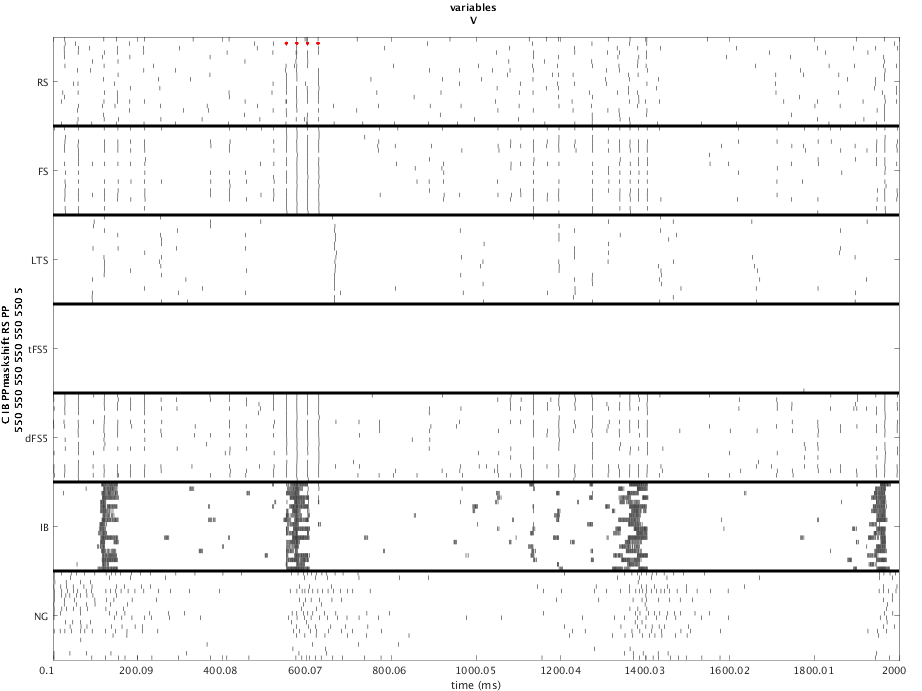 variables
V
RS
FS
LTS
tFS5
dFS5
IB
NG
C IB PPmaskshift RS PP
550 550 550 550 550 550 5
0.1 200.09 400.08 600.07 800.06 1000.05 1200.04 1400.03 1600.02 1800.01 2000
time (ms)